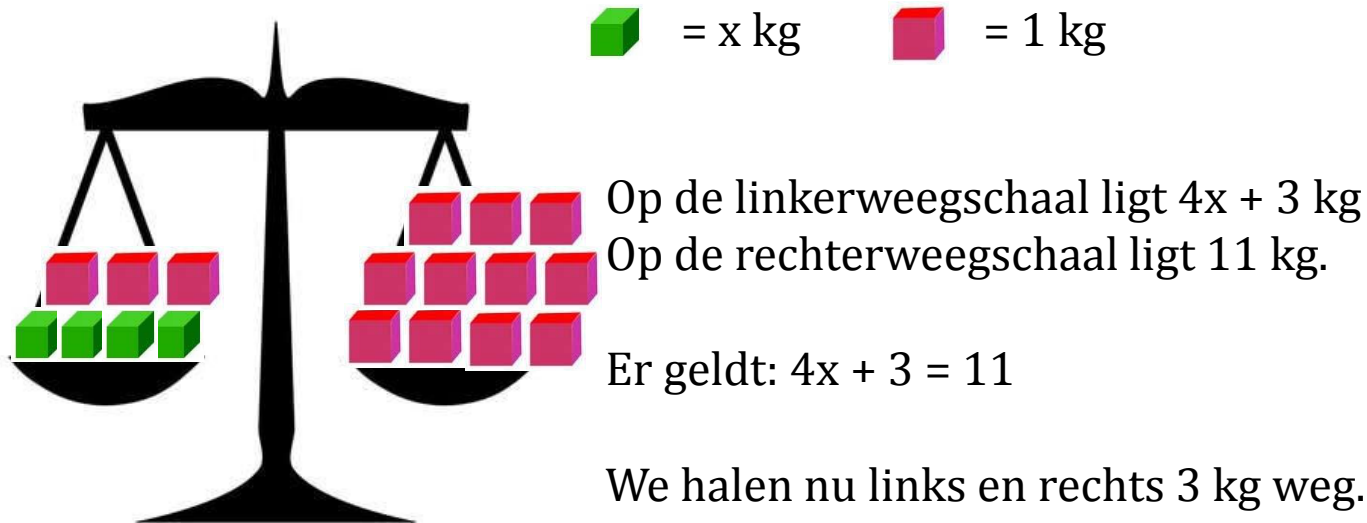 = x kg = 1 kg
Op de linkerweegschaal ligt 4x + 3 kg
Op de rechterweegschaal ligt 11 kg.
Er geldt: 4x + 3 = 11
We halen nu links en rechts 3 kg weg.